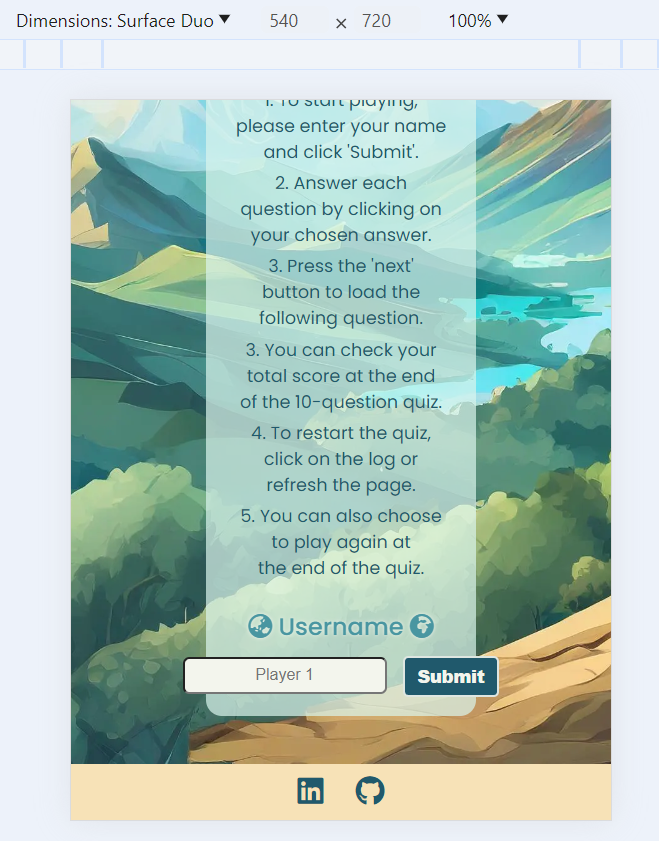 Dimensions: Surface Duo 540 × 720 100%
1. To start playing,
please enter your name
and click 'Submit'.
2. Answer each
question by clicking on
your chosen answer.
3. Press the 'next'
button to load the
following question.
3. You can check your
total score at the end
of the 10-question quiz.
4. To restart the quiz,
click on the log or
refresh the page.
5. You can also choose
to play again at
the end of the quiz.
Username
Player 1 Submit
in